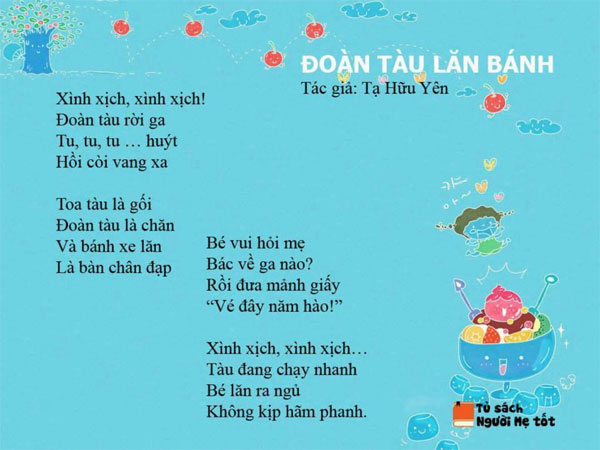 ĐOÀN TÀU LĂN BÁNH
Tác giả: Tạ Hữu Yên
Xình xịch, xình xịch!
Đoàn tàu rời ga
Tu, tu, tu … huýt
Hồi còi vang xa
Toa tàu là gối
Đoàn tàu là chăn
Và bánh xe lăn
Là bàn chân đạp
Bé vui hỏi mẹ
Bác về ga nào?
Rồi đưa mảnh giấy
“Vé đây năm hào!”
Xình xịch, xình xịch…
Tàu đang chạy nhanh
Bé lăn ra ngủ
Không kịp hãm phanh.
Tủ sách
Người Mẹ tốt